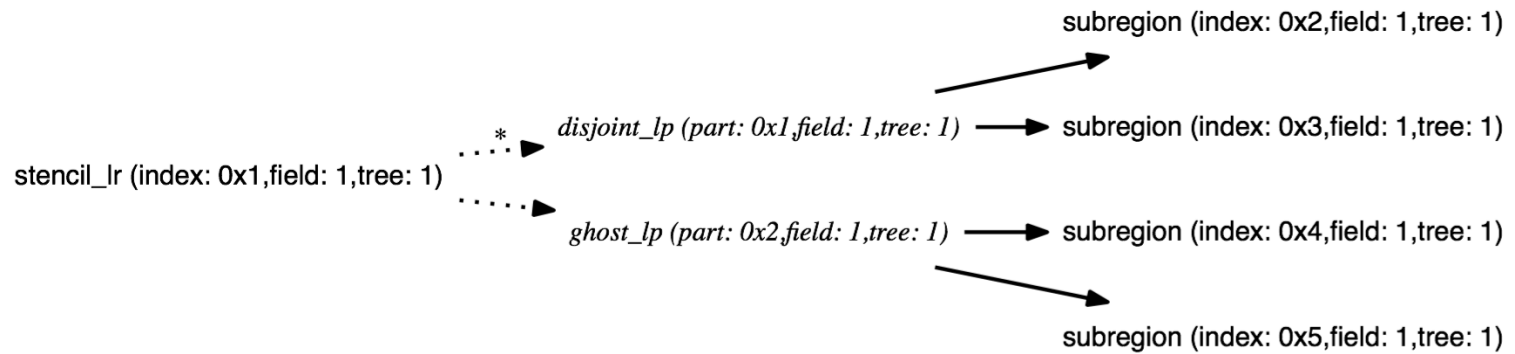 subregion (index: 0x2,field: 1,tree: 1)
*
disjoint_lp (part: 0x1,field: 1,tree: 1)
subregion (index: 0x3,field: 1,tree: 1)
stencil_lr (index: 0x1,field: 1,tree: 1)
ghost_lp (part: 0x2,field: 1,tree: 1)
subregion (index: 0x4,field: 1,tree: 1)
subregion (index: 0x5,field: 1,tree: 1)